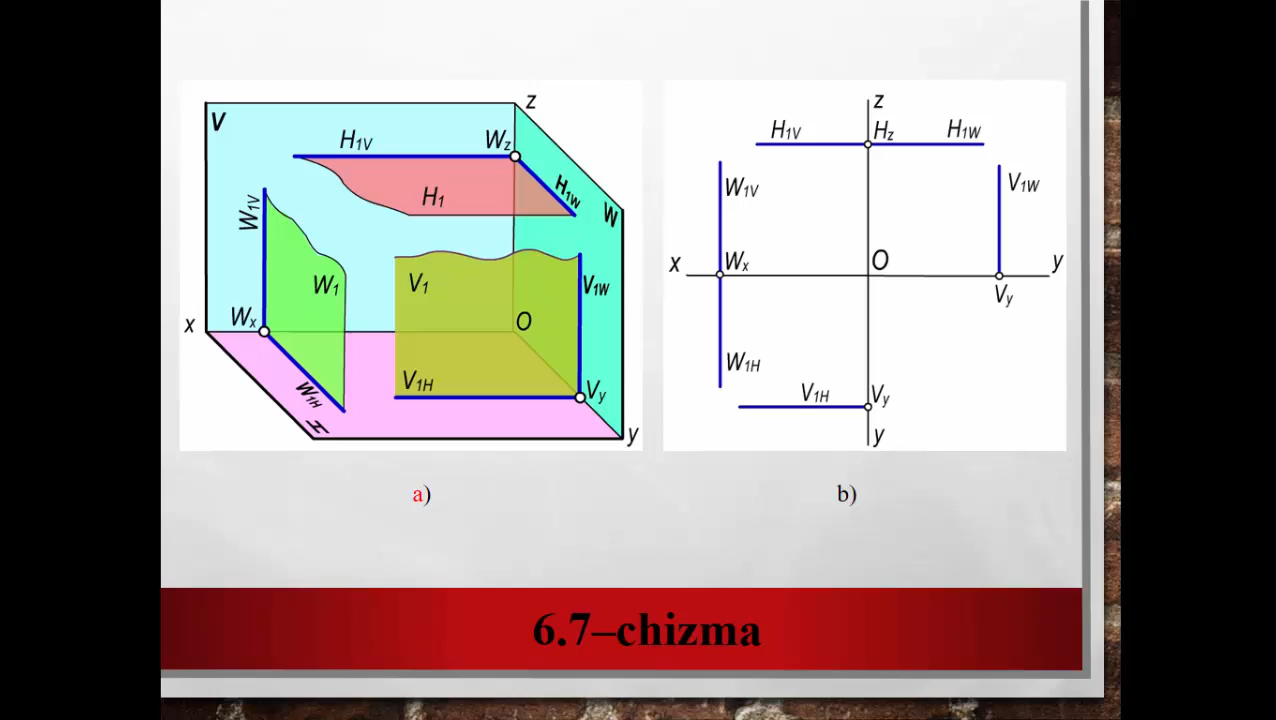 V
z
H1V
Wz
H1W
H1
W
W1V
W1
V1
V1W
Wx
x
O
W1H
V1H
Vy
H
y
a)
z
H1V
Hz
H1W
W1V
V1W
x
Wx
O
y
Vy
W1H
V1H
Vy
y
b)
6.7–chizma